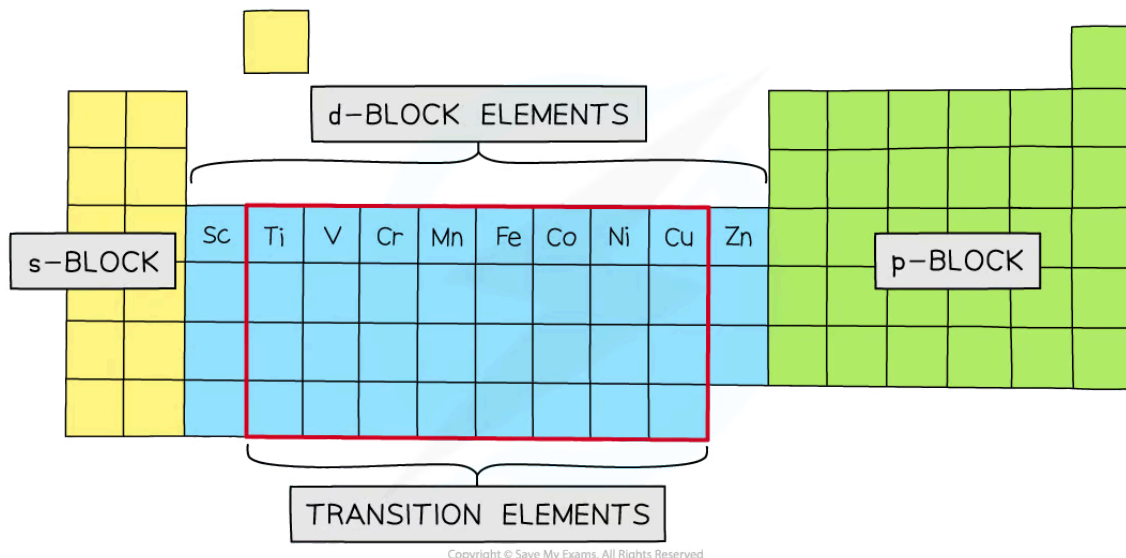 d-BLOCK ELEMENTS
Sc Ti V Cr Mn Fe Co Ni Cu Zn
s-BLOCK
p-BLOCK
TRANSITION ELEMENTS
Copyright © Save My Exams. All Rights Reserved